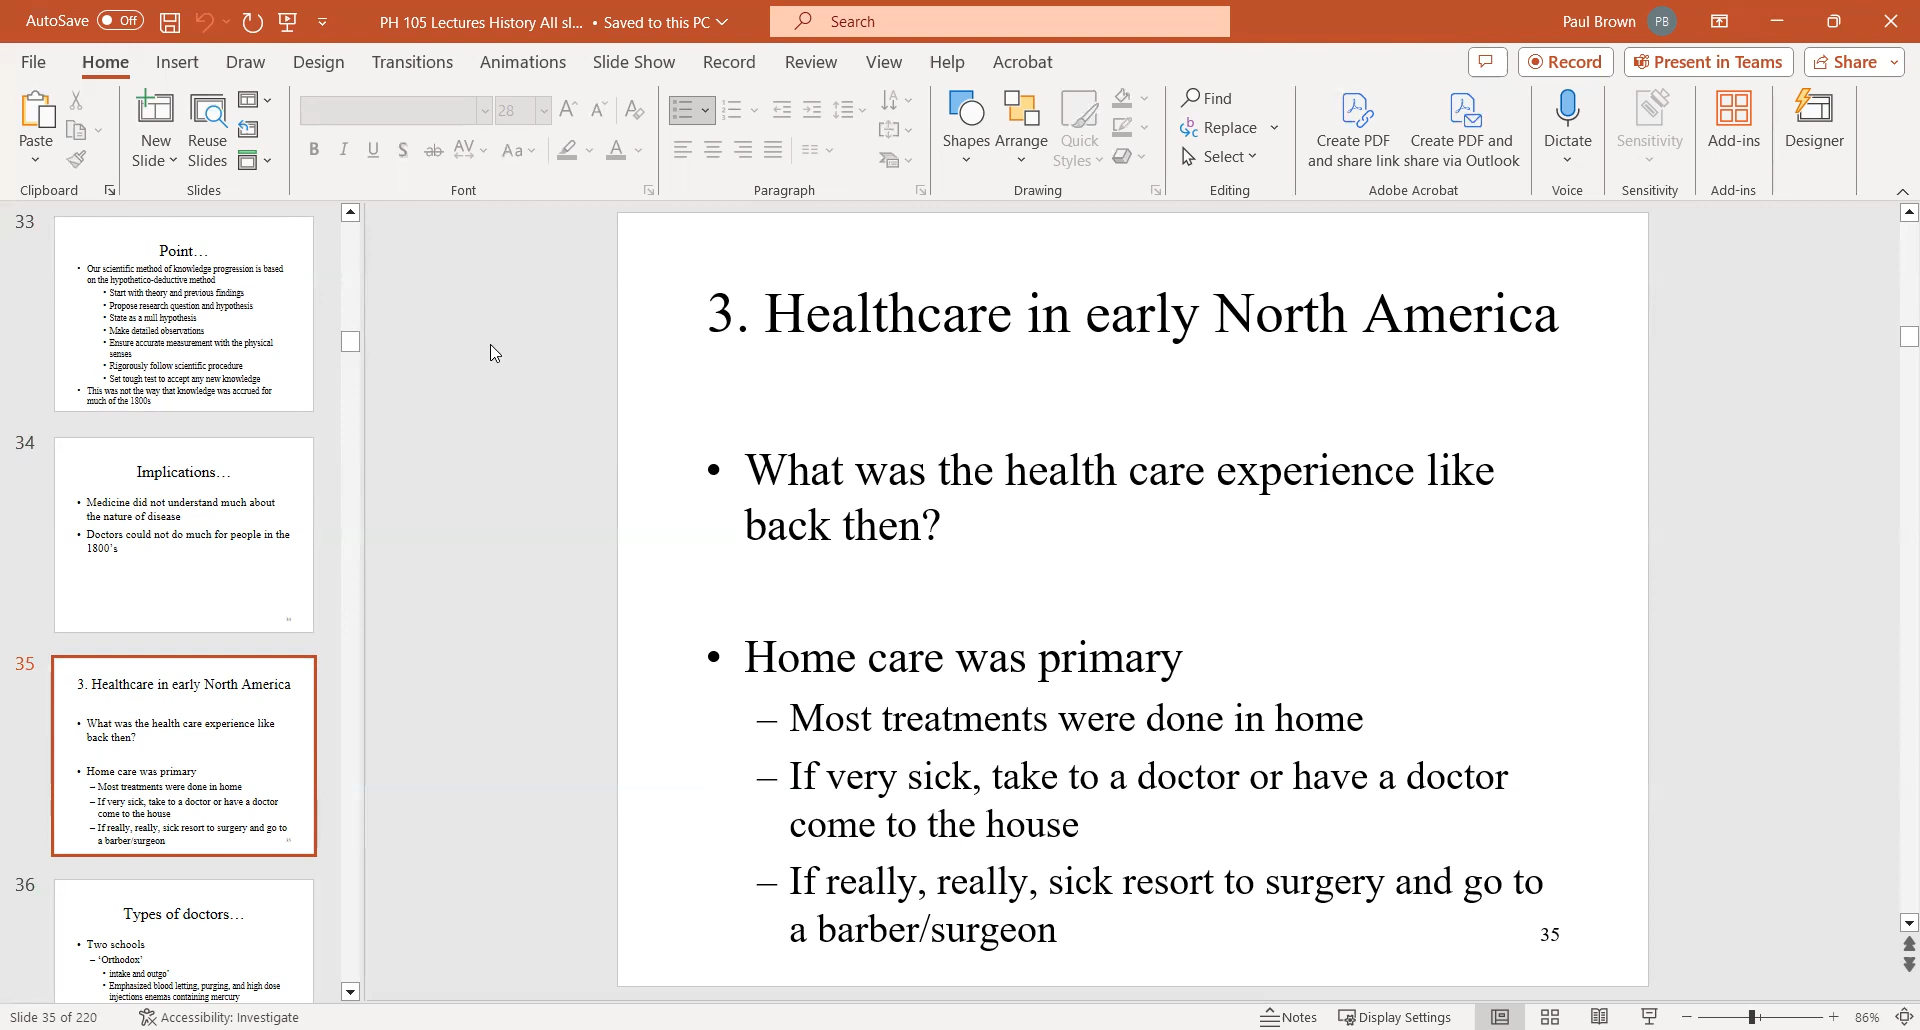 AutoSave Off PH 105 Lectures History All sl... • Saved to this PC Search Paul Brown PB
File Home Insert Draw Design Transitions Animations Slide Show Record Review View Help Acrobat Record Present in Teams Share
Paste New Slide Reuse Slides 28 Shapes Arrange Quick Styles Find Replace Select Create PDF and share link Create PDF and share via Outlook Dictate Sensitivity Add-ins Designer
B I U S ab AV Aa A
Clipboard Slides Font Paragraph Drawing Editing Adobe Acrobat Voice Sensitivity Add-ins
33
Point…
• Our scientific method of knowledge progression is based
on the hypothetico-deductive method
• Start with theory and previous findings
• Propose research question and hypothesis
• State as a null hypothesis
• Make detailed observations
• Ensure accurate measurement with the physical
senses
• Rigorously follow scientific procedure
• Set tough test to accept any new knowledge
• This was not the way that knowledge was accrued for
much of the 1800s
34
Implications…
• Medicine did not understand much about
the nature of disease
• Doctors could not do much for people in the
1800's
35
3. Healthcare in early North America
• What was the health care experience like
back then?
• Home care was primary
– Most treatments were done in home
– If very sick, take to a doctor or have a doctor
come to the house
– If really, really, sick resort to surgery and go to
a barber/surgeon
36
Types of doctors…
• Two schools
– ‘Orthodox’
• intake and outgo’
• Emphasized blood letting, purging, and high dose
injections enemas containing mercury
3. Healthcare in early North America
• What was the health care experience like
back then?
• Home care was primary
– Most treatments were done in home
– If very sick, take to a doctor or have a doctor
come to the house
– If really, really, sick resort to surgery and go to
a barber/surgeon
35
Slide 35 of 220 Accessibility: Investigate Notes Display Settings 86%